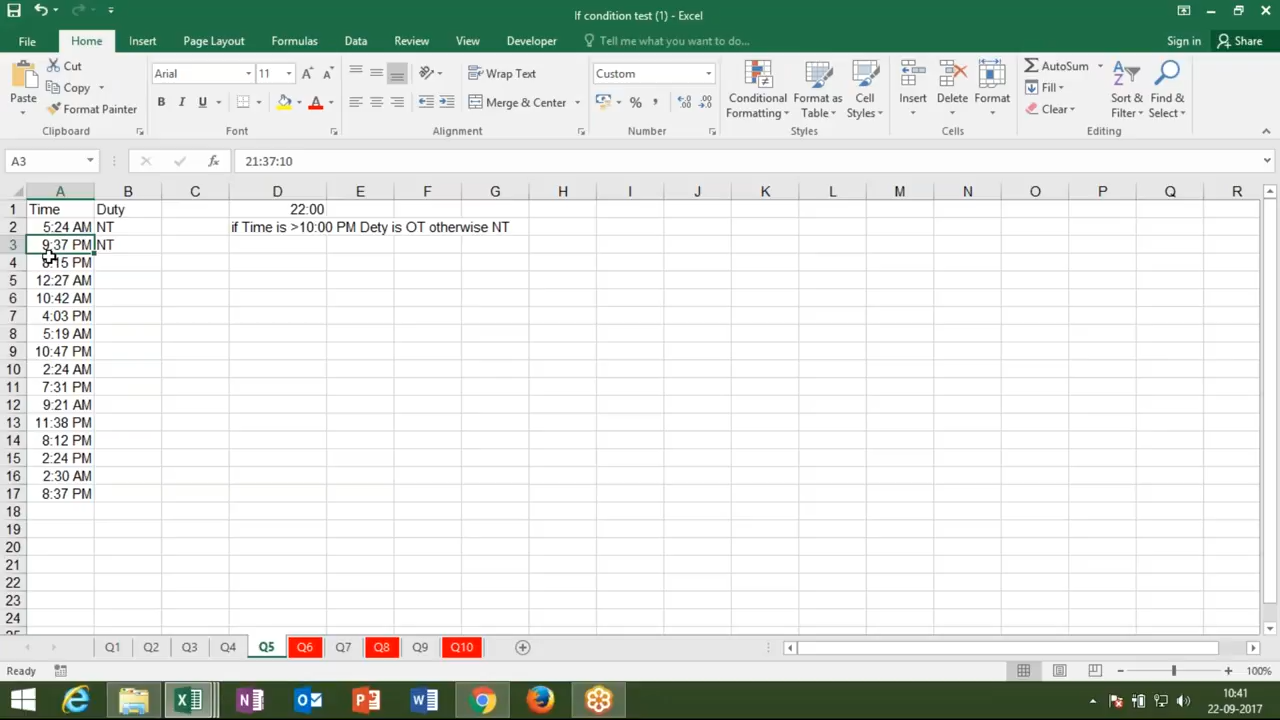 If condition test (1) - Excel
File Home Insert Page Layout Formulas Data Review View Developer Tell me what you want to do... Sign in Share
Cut
Copy
Format Painter
Paste
Clipboard
Arial 11
B I U
Font
Wrap Text
Merge & Center
Alignment
Custom
Number
Conditional Formatting
Format as Table
Cell Styles
Styles
Insert Delete Format
Cells
AutoSum
Fill
Clear
Sort & Filter
Find & Select
Editing
A3 fx 21:37:10
A B C D E F G H I J K L M N O P Q R
1 Time Duty 22:00
2 5:24 AM NT if Time is >10:00 PM Dety is OT otherwise NT
3 9:37 PM NT
4 8:15 PM
5 12:27 AM
6 10:42 AM
7 4:03 PM
8 5:19 AM
9 10:47 PM
10 2:24 AM
11 7:31 PM
12 9:21 AM
13 11:38 PM
14 8:12 PM
15 2:24 PM
16 2:30 AM
17 8:37 PM
18
19
20
21
22
23
24
25
Q1 Q2 Q3 Q4 Q5 Q6 Q7 Q8 Q9 Q10
Ready 100%
10:41
22-09-2017